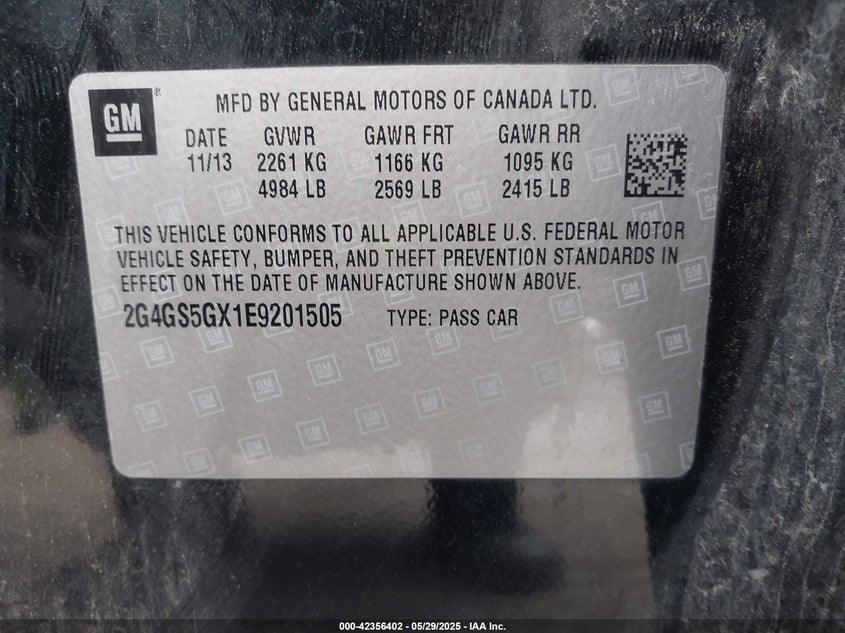 GM
MFD BY GENERAL MOTORS OF CANADA LTD.
DATE GVWR GAWR FRT GAWR RR
11/13 2261 KG 1166 KG 1095 KG
4984 LB 2569 LB 2415 LB
THIS VEHICLE CONFORMS TO ALL APPLICABLE U.S. FEDERAL MOTOR
VEHICLE SAFETY, BUMPER, AND THEFT PREVENTION STANDARDS IN
EFFECT ON THE DATE OF MANUFACTURE SHOWN ABOVE.
2G4GS5GX1E9201505 TYPE: PASS CAR
000-42356402 - 05/29/2025 - IAA Inc.